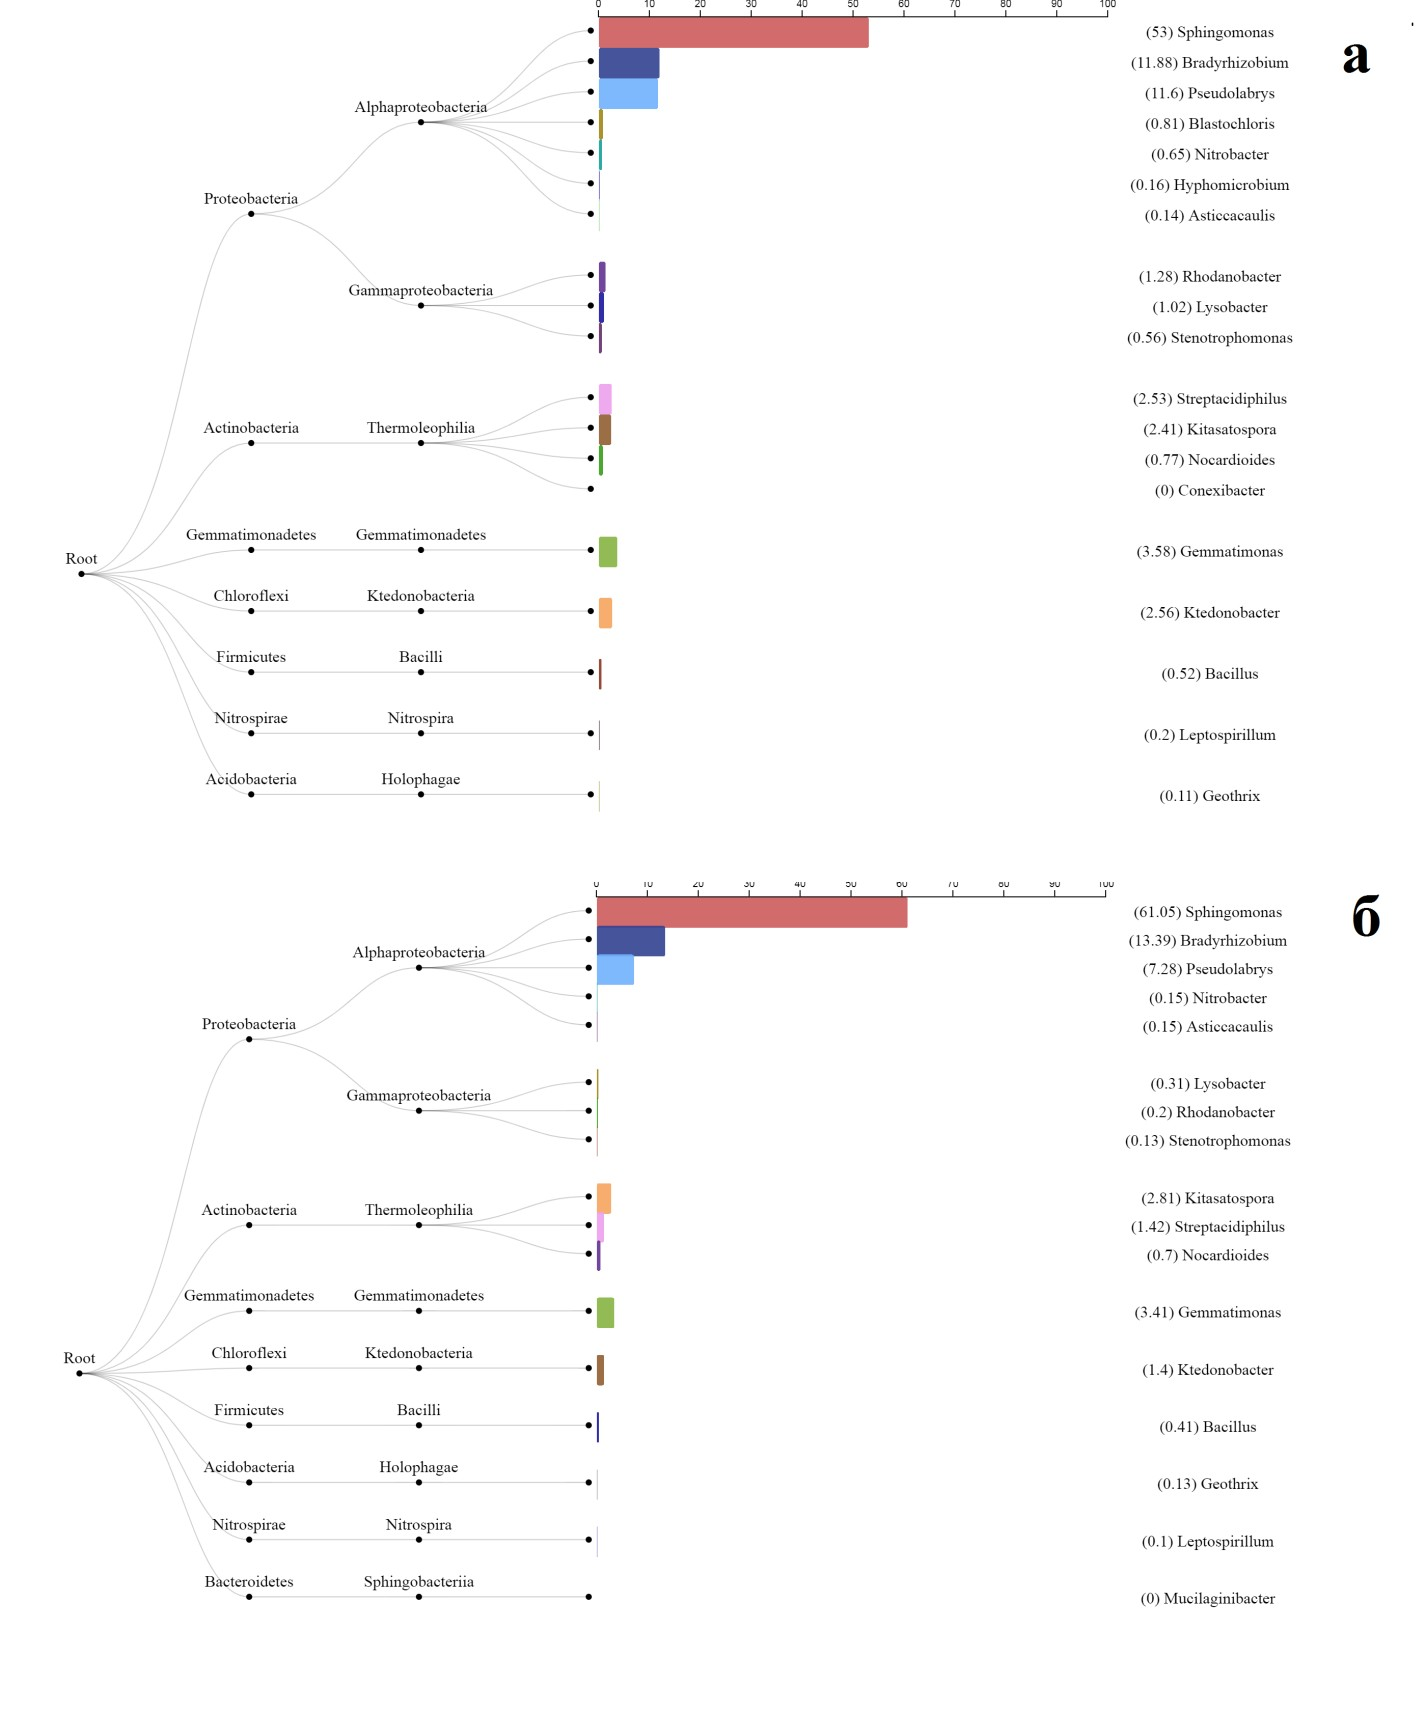 0 10 20 30 40 50 60 70 80 90 100
(53) Sphingomonas
а
(11.88) Bradyrhizobium
(11.6) Pseudolabrys
Alphaproteobacteria
(0.81) Blastochloris
(0.65) Nitrobacter
(0.16) Hyphomicrobium
Proteobacteria
(0.14) Asticcacaulis
(1.28) Rhodanobacter
Gammaproteobacteria
(1.02) Lysobacter
(0.56) Stenotrophomonas
(2.53) Streptacidiphilus
Actinobacteria Thermoleophilia
(2.41) Kitasatospora
(0.77) Nocardioides
(0) Conexibacter
Gemmatimonadetes Gemmatimonadetes
(3.58) Gemmatimonas
Root
Chloroflexi Ktedonobacteria
(2.56) Ktedonobacter
Firmicutes Bacilli
(0.52) Bacillus
Nitrospirae Nitrospira
(0.2) Leptospirillum
Acidobacteria Holophagae
(0.11) Geothrix
0 10 20 30 40 50 60 70 80 90 100
(61.05) Sphingomonas
б
(13.39) Bradyrhizobium
Alphaproteobacteria
(7.28) Pseudolabrys
(0.15) Nitrobacter
Proteobacteria
(0.15) Asticcacaulis
(0.31) Lysobacter
Gammaproteobacteria
(0.2) Rhodanobacter
(0.13) Stenotrophomonas
(2.81) Kitasatospora
Actinobacteria Thermoleophilia
(1.42) Streptacidiphilus
(0.7) Nocardioides
Gemmatimonadetes Gemmatimonadetes
(3.41) Gemmatimonas
Root
Chloroflexi Ktedonobacteria
(1.4) Ktedonobacter
Firmicutes Bacilli
(0.41) Bacillus
Acidobacteria Holophagae
(0.13) Geothrix
Nitrospirae Nitrospira
(0.1) Leptospirillum
Bacteroidetes Sphingobacteriia
(0) Mucilaginibacter